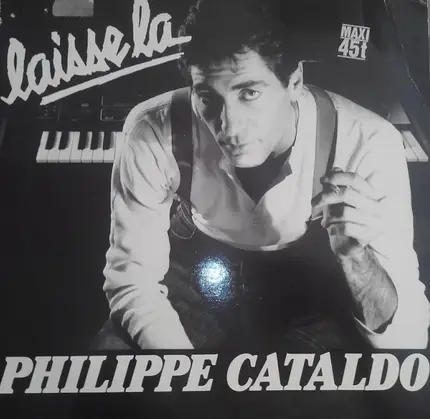 laisse la
MAXI
45t
PHILIPPE CATALDO